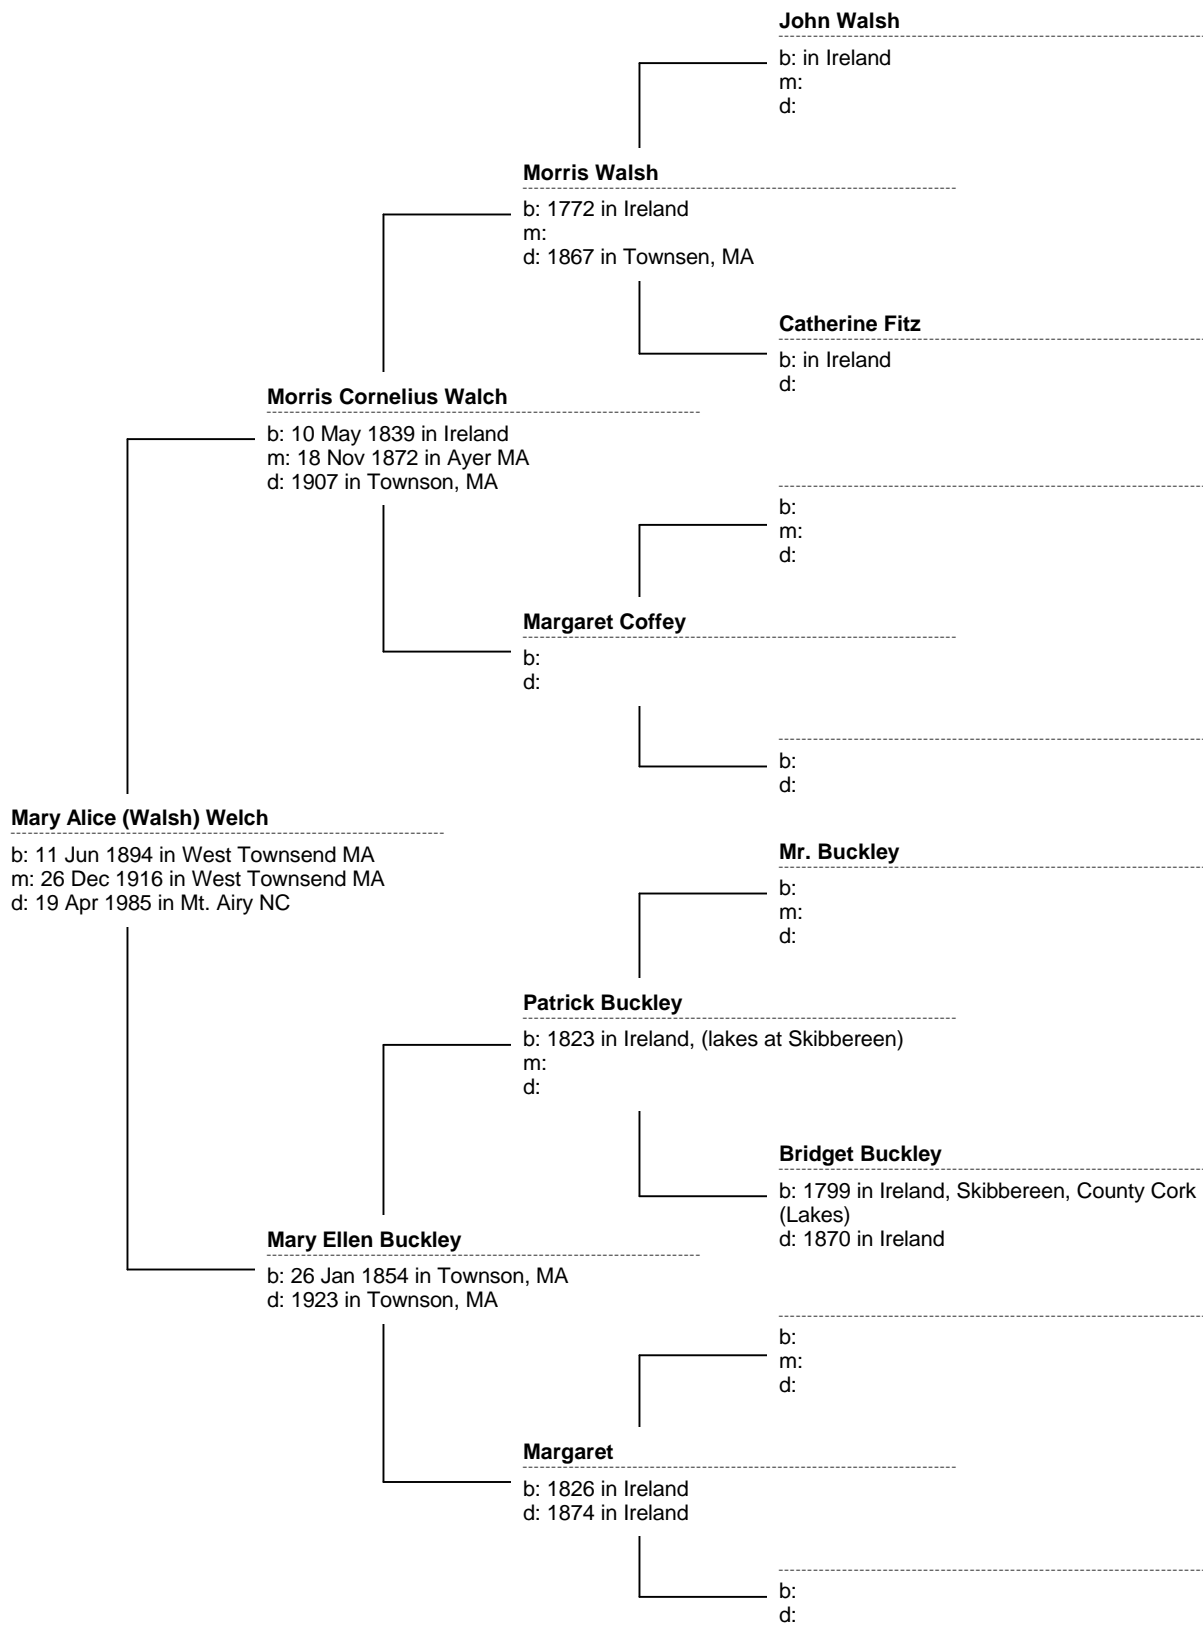 John Walsh
b: in Ireland
m:
d:
Morris Walsh
b: 1772 in Ireland
m:
d: 1867 in Townsen, MA
Catherine Fitz
b: in Ireland
d:
Morris Cornelius Walch
b: 10 May 1839 in Ireland
m: 18 Nov 1872 in Ayer MA
d: 1907 in Townson, MA
b:
m:
d:
Margaret Coffey
b:
d:
b:
d:
Mary Alice (Walsh) Welch
b: 11 Jun 1894 in West Townsend MA
m: 26 Dec 1916 in West Townsend MA
d: 19 Apr 1985 in Mt. Airy NC
Mr. Buckley
b:
m:
d:
Patrick Buckley
b: 1823 in Ireland, (lakes at Skibbereen)
m:
d:
Bridget Buckley
b: 1799 in Ireland, Skibbereen, County Cork
(Lakes)
d: 1870 in Ireland
Mary Ellen Buckley
b: 26 Jan 1854 in Townson, MA
d: 1923 in Townson, MA
b:
m:
d:
Margaret
b: 1826 in Ireland
d: 1874 in Ireland
b:
d: